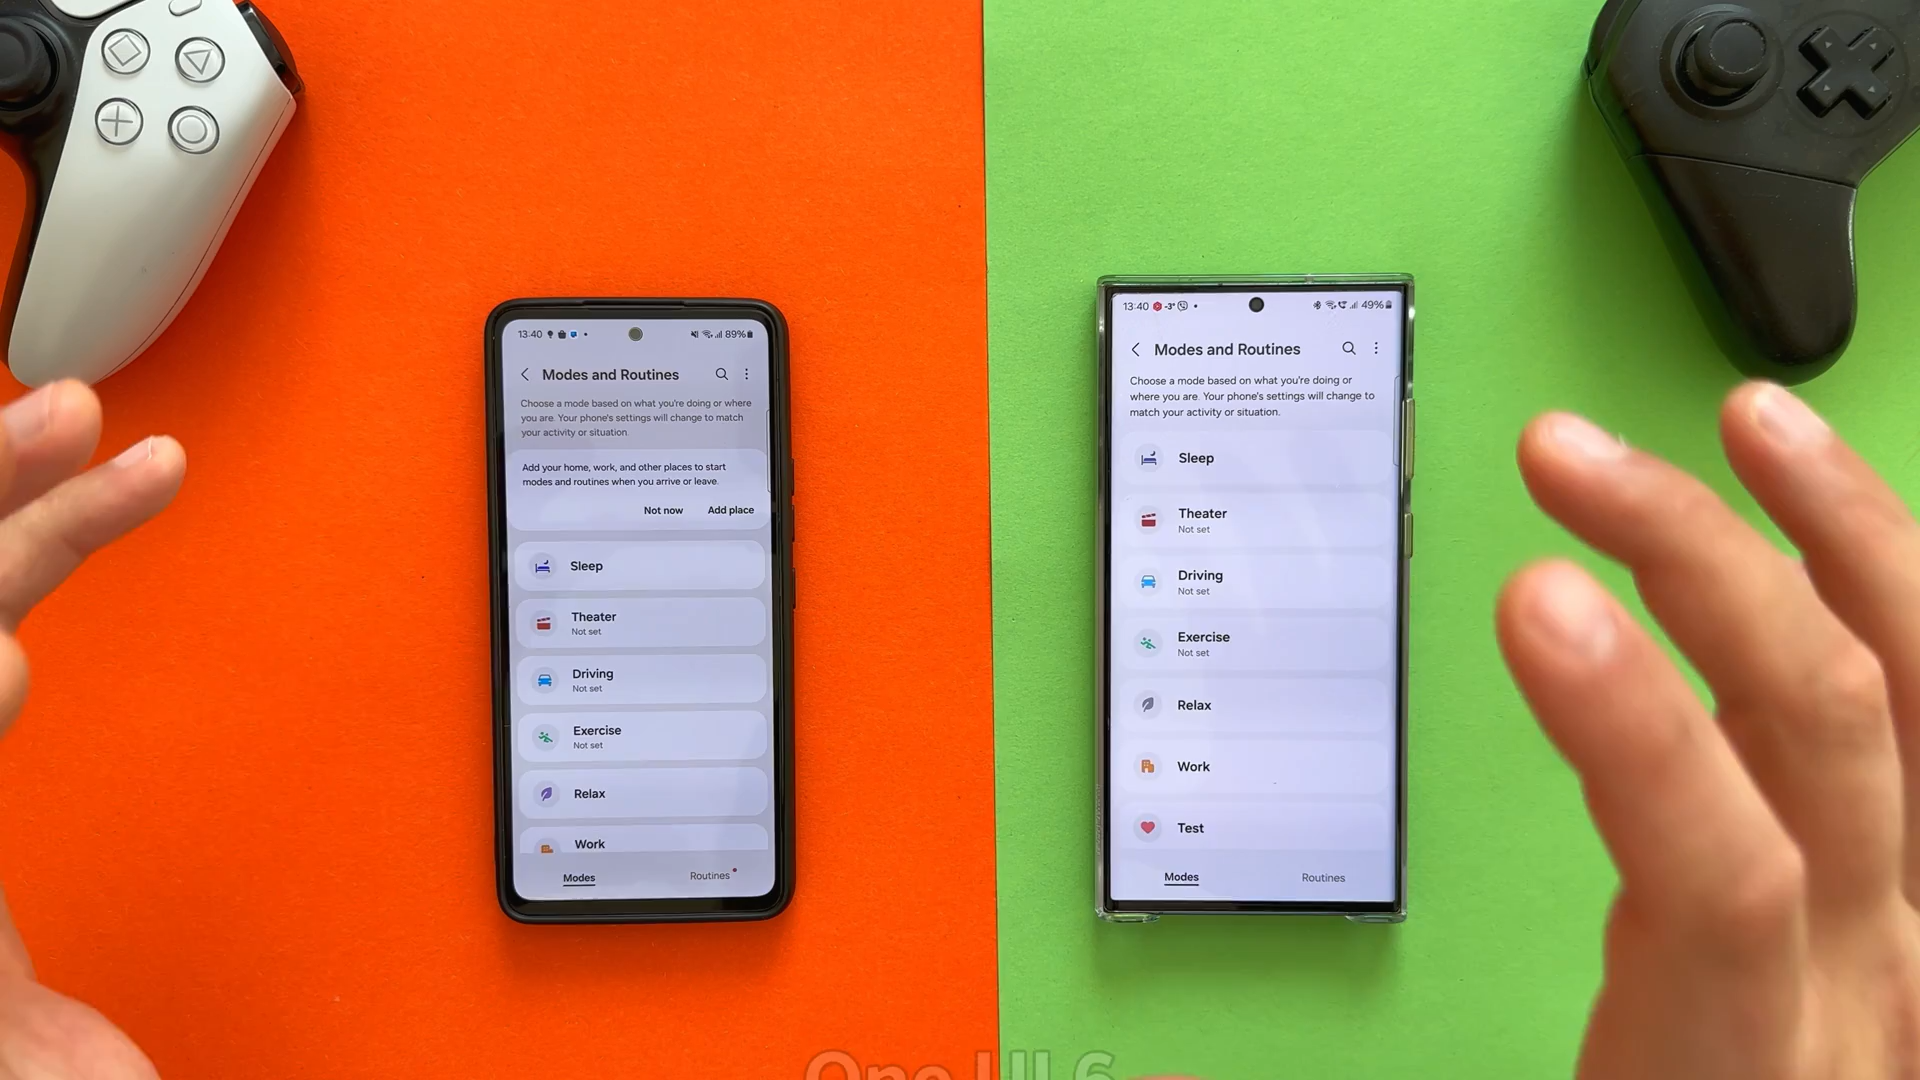 13:40
89%
Modes and Routines
Choose a mode based on what you're doing or where
you are. Your phone's settings will change to match
your activity or situation.
Add your home, work, and other places to start
modes and routines when you arrive or leave.
Not now
Add place
Sleep
Theater
Not set
Driving
Not set
Exercise
Not set
Relax
Work
Modes
Routines
13:40
-3°
49%
Modes and Routines
Choose a mode based on what you're doing or
where you are. Your phone's settings will change to
match your activity or situation.
Sleep
Theater
Not set
Driving
Not set
Exercise
Not set
Relax
Work
Test
Modes
Routines
One UI 6